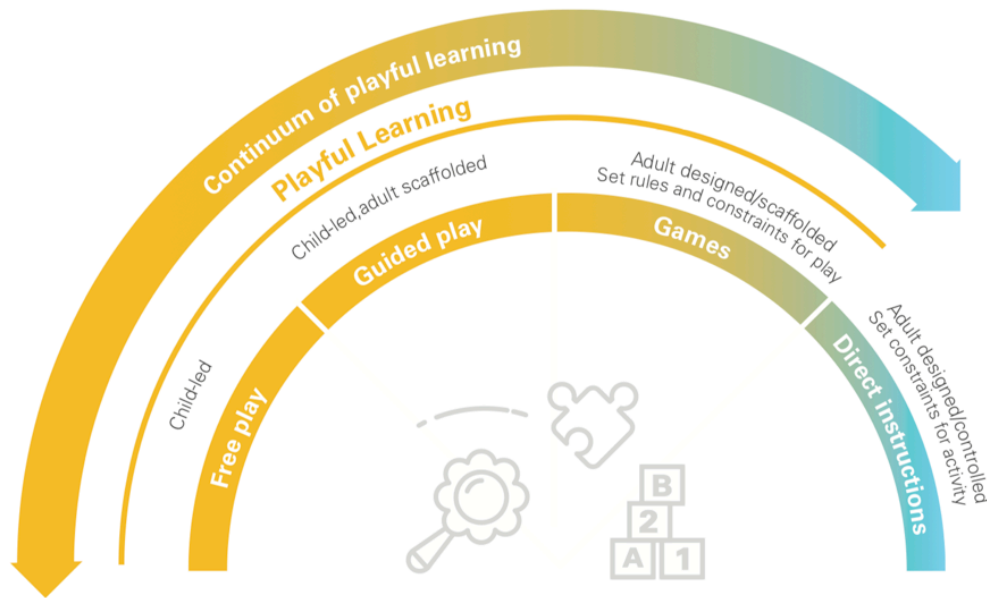 Continuum of playful learning
Playful Learning
Child-led
Child-led,adult scaffolded
Adult designed/scaffolded
Set rules and constraints for play
Adult designed/controlled
Set constraints for activity
Free play
Guided play
Games
Direct instructions
B
2
A 1